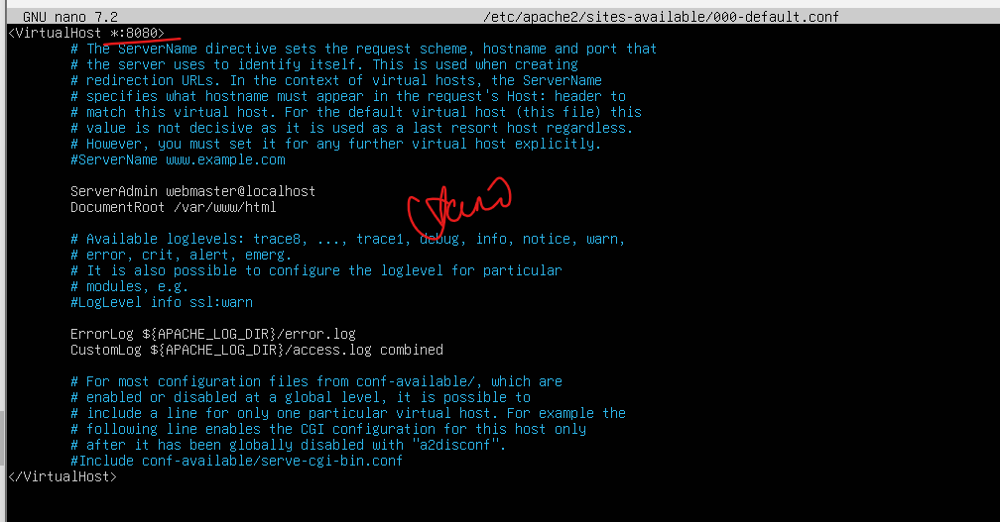 GNU nano 7.2 /etc/apache2/sites-available/000-default.conf
<VirtualHost *:8080>
# The ServerName directive sets the request scheme, hostname and port that
# the server uses to identify itself. This is used when creating
# redirection URLs. In the context of virtual hosts, the ServerName
# specifies what hostname must appear in the request's Host: header to
# match this virtual host. For the default virtual host (this file) this
# value is not decisive as it is used as a last resort host regardless.
# However, you must set it for any further virtual host explicitly.
#ServerName www.example.com
ServerAdmin webmaster@localhost
DocumentRoot /var/www/html
# Available loglevels: trace8, ..., trace1, debug, info, notice, warn,
# error, crit, alert, emerg.
# It is also possible to configure the loglevel for particular
# modules, e.g.
#LogLevel info ssl:warn
ErrorLog ${APACHE_LOG_DIR}/error.log
CustomLog ${APACHE_LOG_DIR}/access.log combined
# For most configuration files from conf-available/, which are
# enabled or disabled at a global level, it is possible to
# include a line for only one particular virtual host. For example the
# following line enables the CGI configuration for this host only
# after it has been globally disabled with "a2disconf".
#Include conf-available/serve-cgi-bin.conf
</VirtualHost>